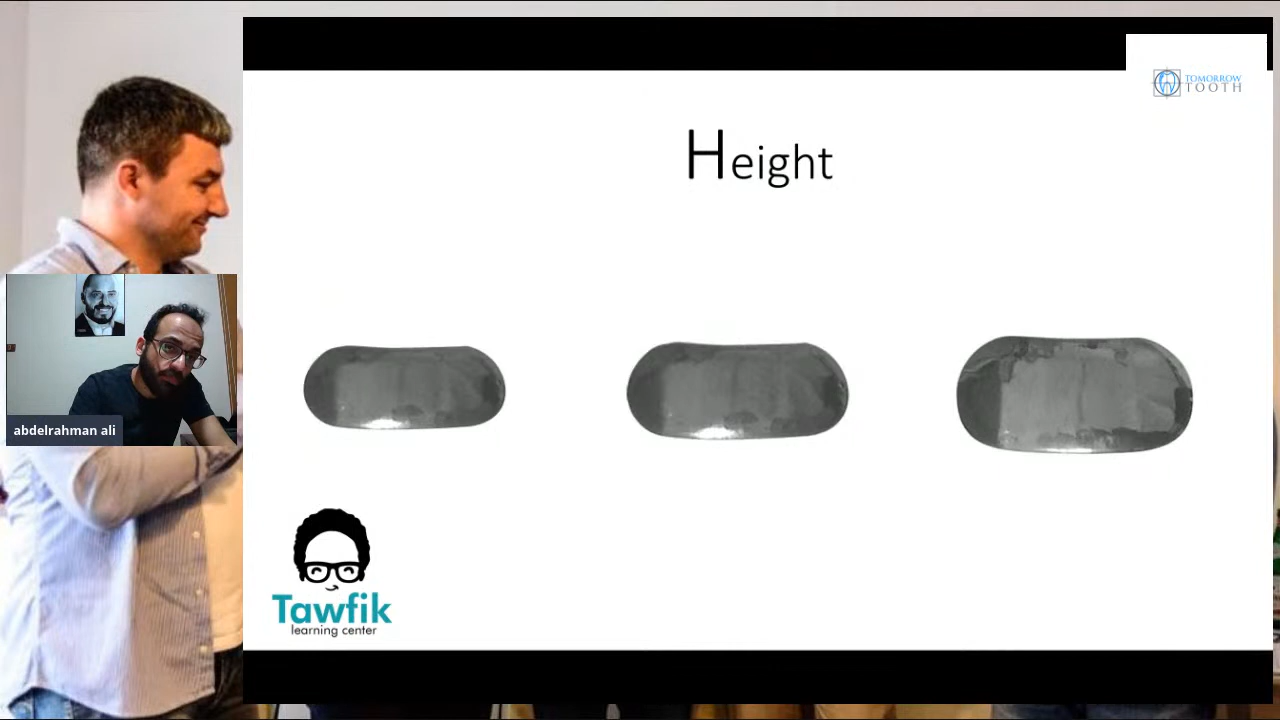 TOMORROW
TOOTH
Height
abdelrahman ali
Tawfik
learning center